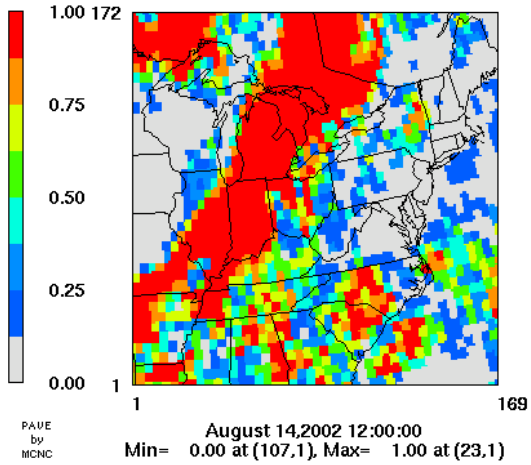 1.00
172
0.75
0.50
0.25
0.00
1
1
169
PAVE
by
MCNC
August 14,2002 12:00:00
Min= 0.00 at (107,1), Max= 1.00 at (23,1)